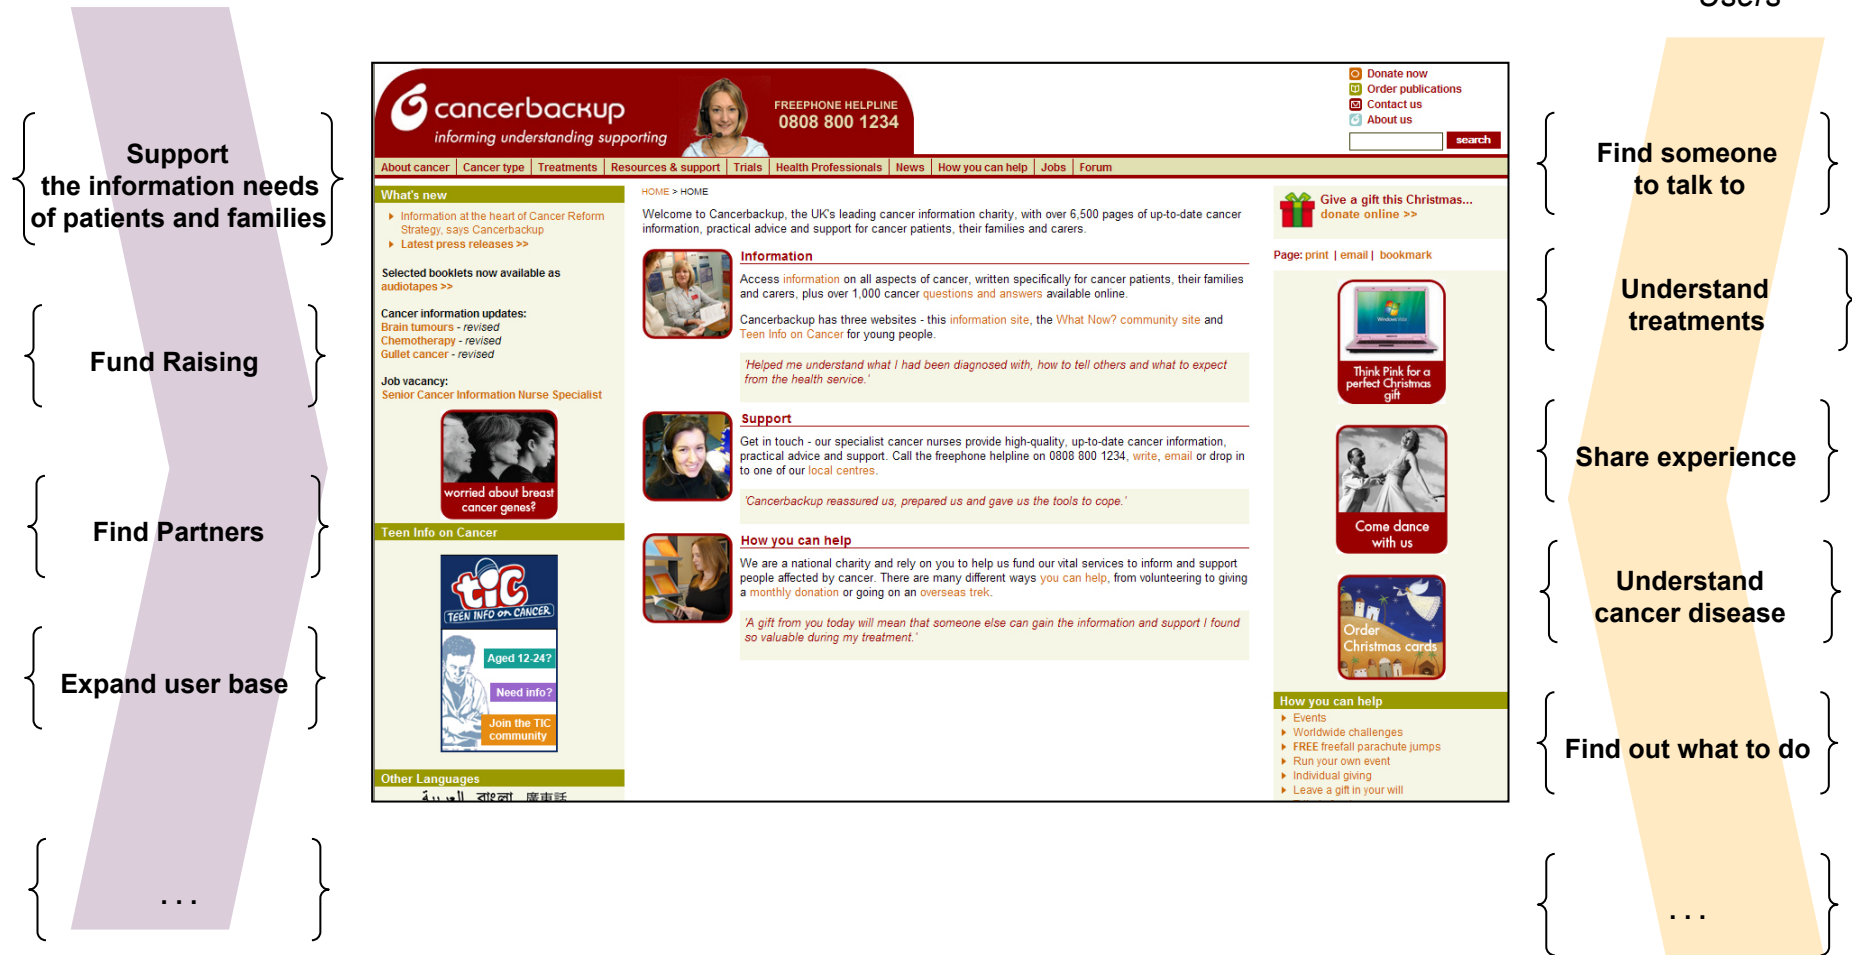 Users
Support
the information needs
of patients and families
Fund Raising
Find Partners
Expand user base
. . .
cancerbackup
informing understanding supporting
FREEPHONE HELPLINE
0808 800 1234
Donate now
Order publications
Contact us
About us
search
About cancer | Cancer type | Treatments | Resources & support | Trials | Health Professionals | News | How you can help | Jobs | Forum
What's new
Information at the heart of Cancer Reform
Strategy, says Cancerbackup
Latest press releases >>
Selected booklets now available as
audiotapes >>
Cancer information updates:
Brain tumours - revised
Chemotherapy - revised
Gullet cancer - revised
Job vacancy:
Senior Cancer Information Nurse Specialist
worried about breast
cancer genes?
Teen Info on Cancer
tic
TEEN INFO on CANCER
Aged 12-24?
Need info?
Join the TIC
community
Other Languages
العربية বাংলা 廣東話
HOME > HOME
Welcome to Cancerbackup, the UK's leading cancer information charity, with over 6,500 pages of up-to-date cancer
information, practical advice and support for cancer patients, their families and carers.
Information
Access information on all aspects of cancer, written specifically for cancer patients, their families
and carers, plus over 1,000 cancer questions and answers available online.
Cancerbackup has three websites - this information site, the What Now? community site and
Teen Info on Cancer for young people.
'Helped me understand what I had been diagnosed with, how to tell others and what to expect
from the health service.'
Support
Get in touch - our specialist cancer nurses provide high-quality, up-to-date cancer information,
practical advice and support. Call the freephone helpline on 0808 800 1234, write, email or drop in
to one of our local centres.
'Cancerbackup reassured us, prepared us and gave us the tools to cope.'
How you can help
We are a national charity and rely on you to help us fund our vital services to inform and support
people affected by cancer. There are many different ways you can help, from volunteering to giving
a monthly donation or going on an overseas trek.
'A gift from you today will mean that someone else can gain the information and support I found
so valuable during my treatment.'
Give a gift this Christmas...
donate online >>
Page: print | email | bookmark
Windows Vista
Think Pink for a
perfect Christmas
gift
Come dance
with us
Order
Christmas cards
How you can help
Events
Worldwide challenges
FREE freefall parachute jumps
Run your own event
Individual giving
Leave a gift in your will
Find someone
to talk to
Understand
treatments
Share experience
Understand
cancer disease
Find out what to do
. . .